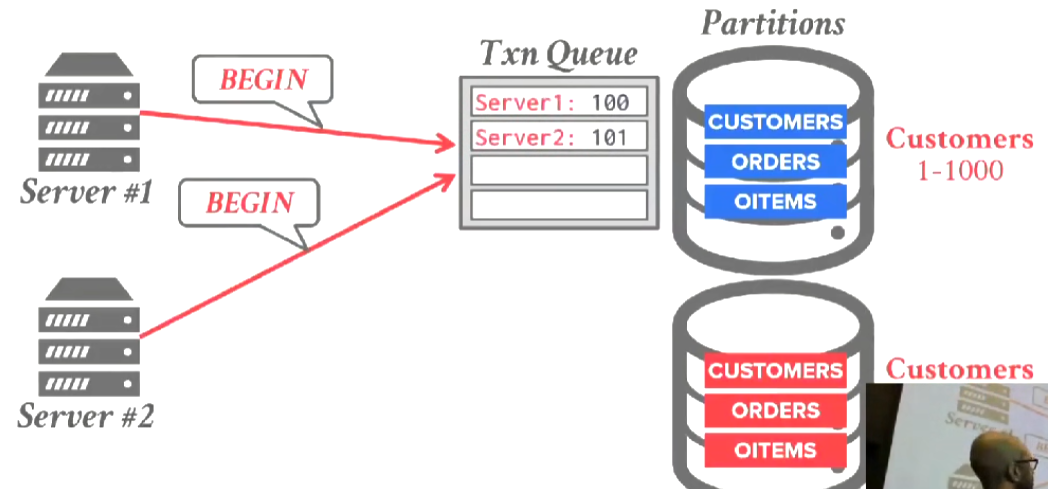 Partitions
Txn Queue
BEGIN
Server1: 100
Server2: 101
Server #1
BEGIN
CUSTOMERS
ORDERS
OITEMS
Customers
1-1000
Server #2
CUSTOMERS
ORDERS
OITEMS
Customers